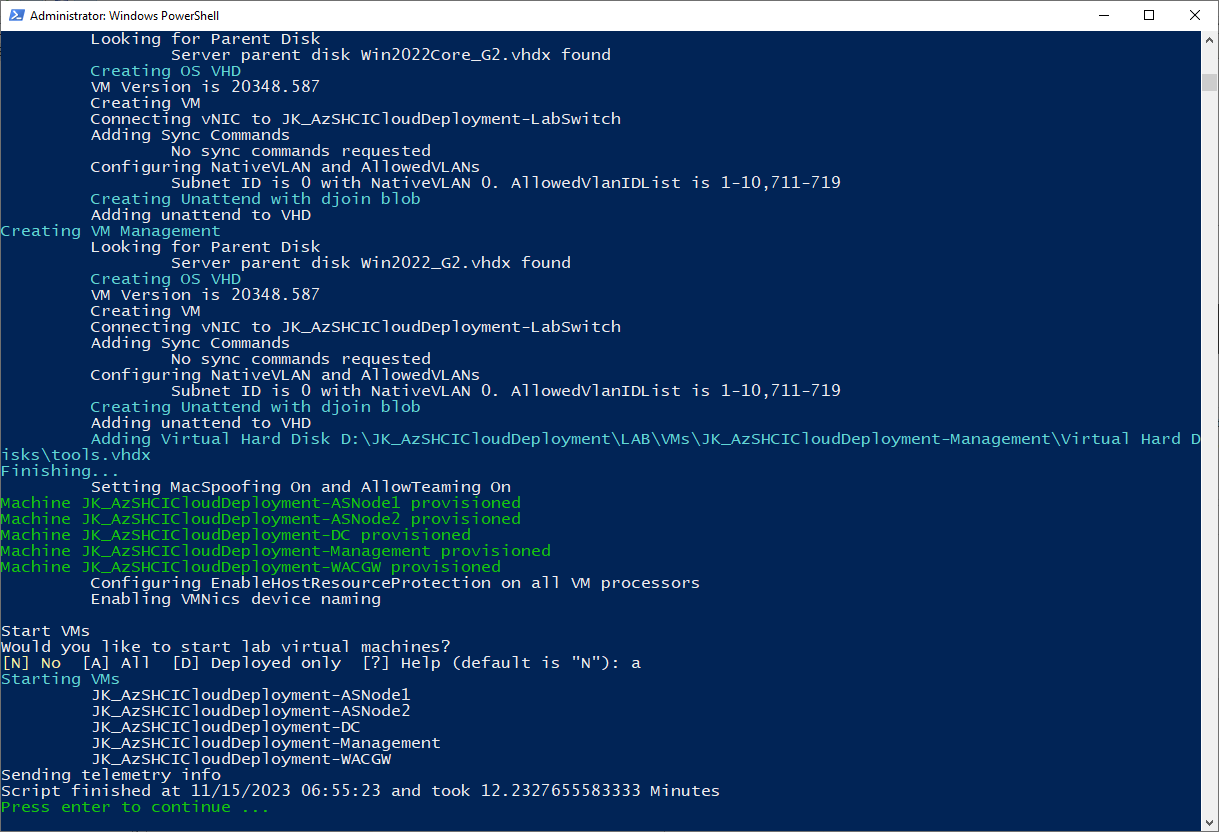 Administrator: Windows PowerShell
Looking for Parent Disk
Server parent disk Win2022Core_G2.vhdx found
Creating OS VHD
VM Version is 20348.587
Creating VM
Connecting vNIC to JK_AzSHCICloudDeployment-LabSwitch
Adding Sync Commands
No sync commands requested
Configuring NativeVLAN and AllowedVLANs
Subnet ID is 0 with NativeVLAN 0. AllowedVlanIDList is 1-10,711-719
Creating Unattend with djoin blob
Adding unattend to VHD
Creating VM Management
Looking for Parent Disk
Server parent disk Win2022_G2.vhdx found
Creating OS VHD
VM Version is 20348.587
Creating VM
Connecting vNIC to JK_AzSHCICloudDeployment-LabSwitch
Adding Sync Commands
No sync commands requested
Configuring NativeVLAN and AllowedVLANs
Subnet ID is 0 with NativeVLAN 0. AllowedVlanIDList is 1-10,711-719
Creating Unattend with djoin blob
Adding unattend to VHD
Adding Virtual Hard Disk D:\JK_AzSHCICloudDeployment\LAB\VMs\JK_AzSHCICloudDeployment-Management\Virtual Hard D
isks\tools.vhdx
Finishing...
Setting MacSpoofing On and AllowTeaming On
Machine JK_AzSHCICloudDeployment-ASNode1 provisioned
Machine JK_AzSHCICloudDeployment-ASNode2 provisioned
Machine JK_AzSHCICloudDeployment-DC provisioned
Machine JK_AzSHCICloudDeployment-Management provisioned
Machine JK_AzSHCICloudDeployment-WACGW provisioned
Configuring EnableHostResourceProtection on all VM processors
Enabling VMNics device naming
Start VMs
Would you like to start lab virtual machines?
[N] No  [A] All  [D] Deployed only  [?] Help (default is "N"): a
Starting VMs
JK_AzSHCICloudDeployment-ASNode1
JK_AzSHCICloudDeployment-ASNode2
JK_AzSHCICloudDeployment-DC
JK_AzSHCICloudDeployment-Management
JK_AzSHCICloudDeployment-WACGW
Sending telemetry info
Script finished at 11/15/2023 06:55:23 and took 12.2327655583333 Minutes
Press enter to continue ...